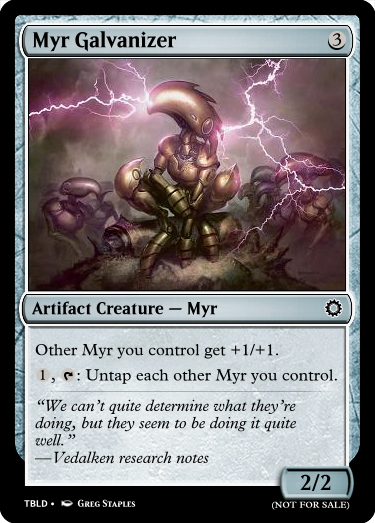 Myr Galvanizer 3
Artifact Creature — Myr
Other Myr you control get +1/+1.
1 , : Untap each other Myr you control.
“We can’t quite determine what they’re
doing, but they seem to be doing it quite
well.”
—Vedalken research notes
2/2
TBLD • Greg Staples
(NOT FOR SALE)